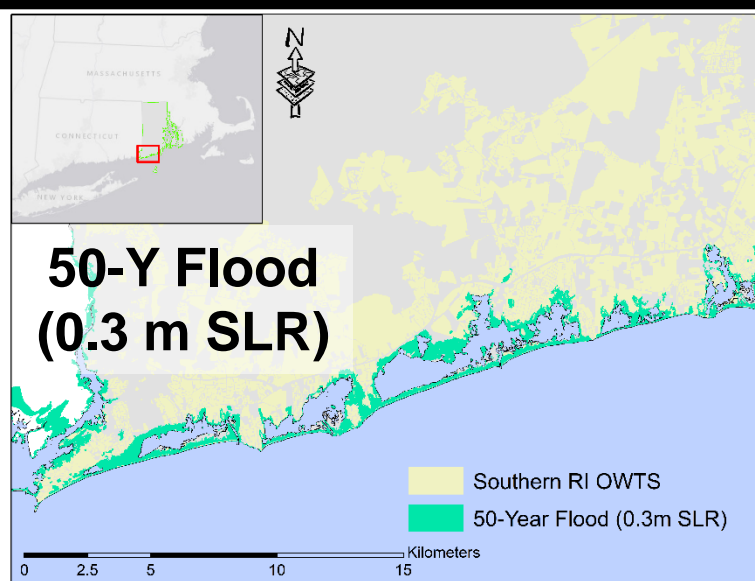 MASSACHUSETTS
CONNECTICUT
NEW YORK
N
50-Y Flood
(0.3 m SLR)
Southern RI OWTS
50-Year Flood (0.3m SLR)
Kilometers
0 2.5 5 10 15